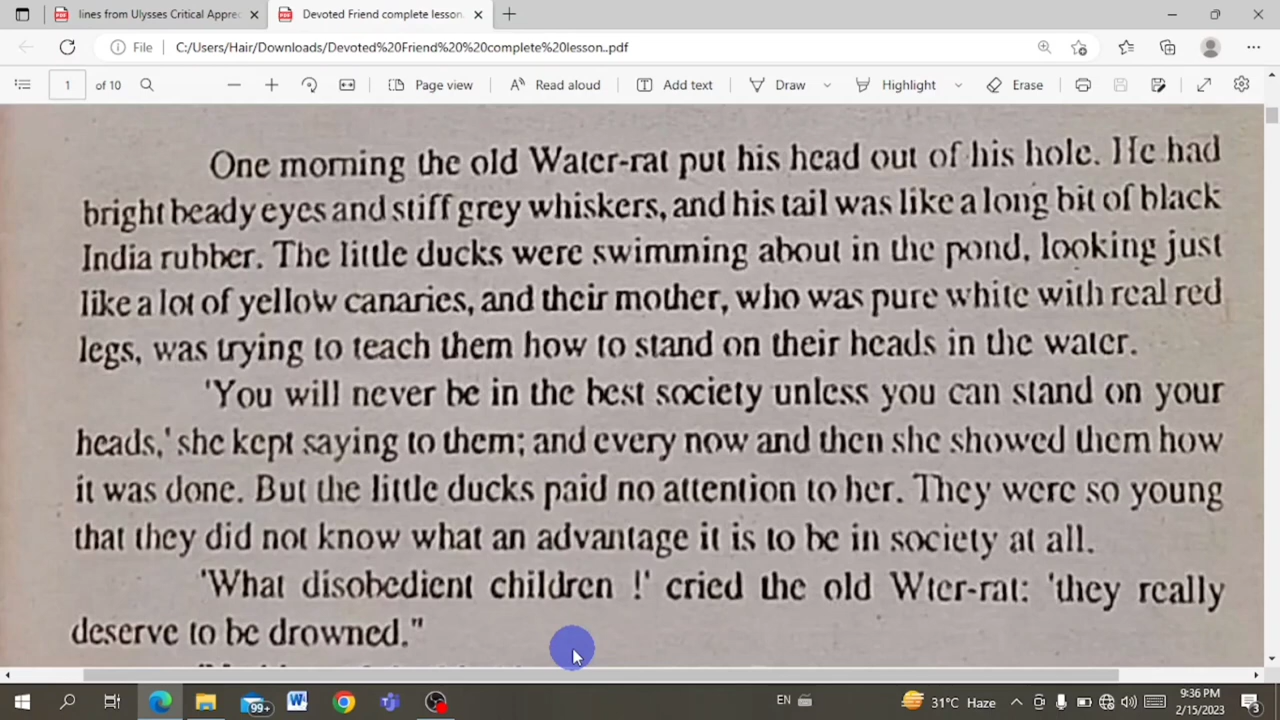 lines from Ulysses Critical Appre
Devoted Friend complete lesson.
File
C:/Users/Hair/Downloads/Devoted%20Friend%20%20complete%20lesson..pdf
1 of 10
Page view
Read aloud
Add text
Draw
Highlight
Erase
One morning the old Water-rat put his head out of his hole. He had
bright beady eyes and stiff grey whiskers, and his tail was like a long bit of black
India rubber. The little ducks were swimming about in the pond, looking just
like a lot of yellow canaries, and their mother, who was pure white with real red
legs, was trying to teach them how to stand on their heads in the water.
'You will never be in the best society unless you can stand on your
heads,' she kept saying to them; and every now and then she showed them how
it was done. But the little ducks paid no attention to her. They were so young
that they did not know what an advantage it is to be in society at all.
'What disobedient children !' cried the old Wter-rat: 'they really
deserve to be drowned."
99+
EN
31°C Haze
9:36 PM
2/15/2023
3